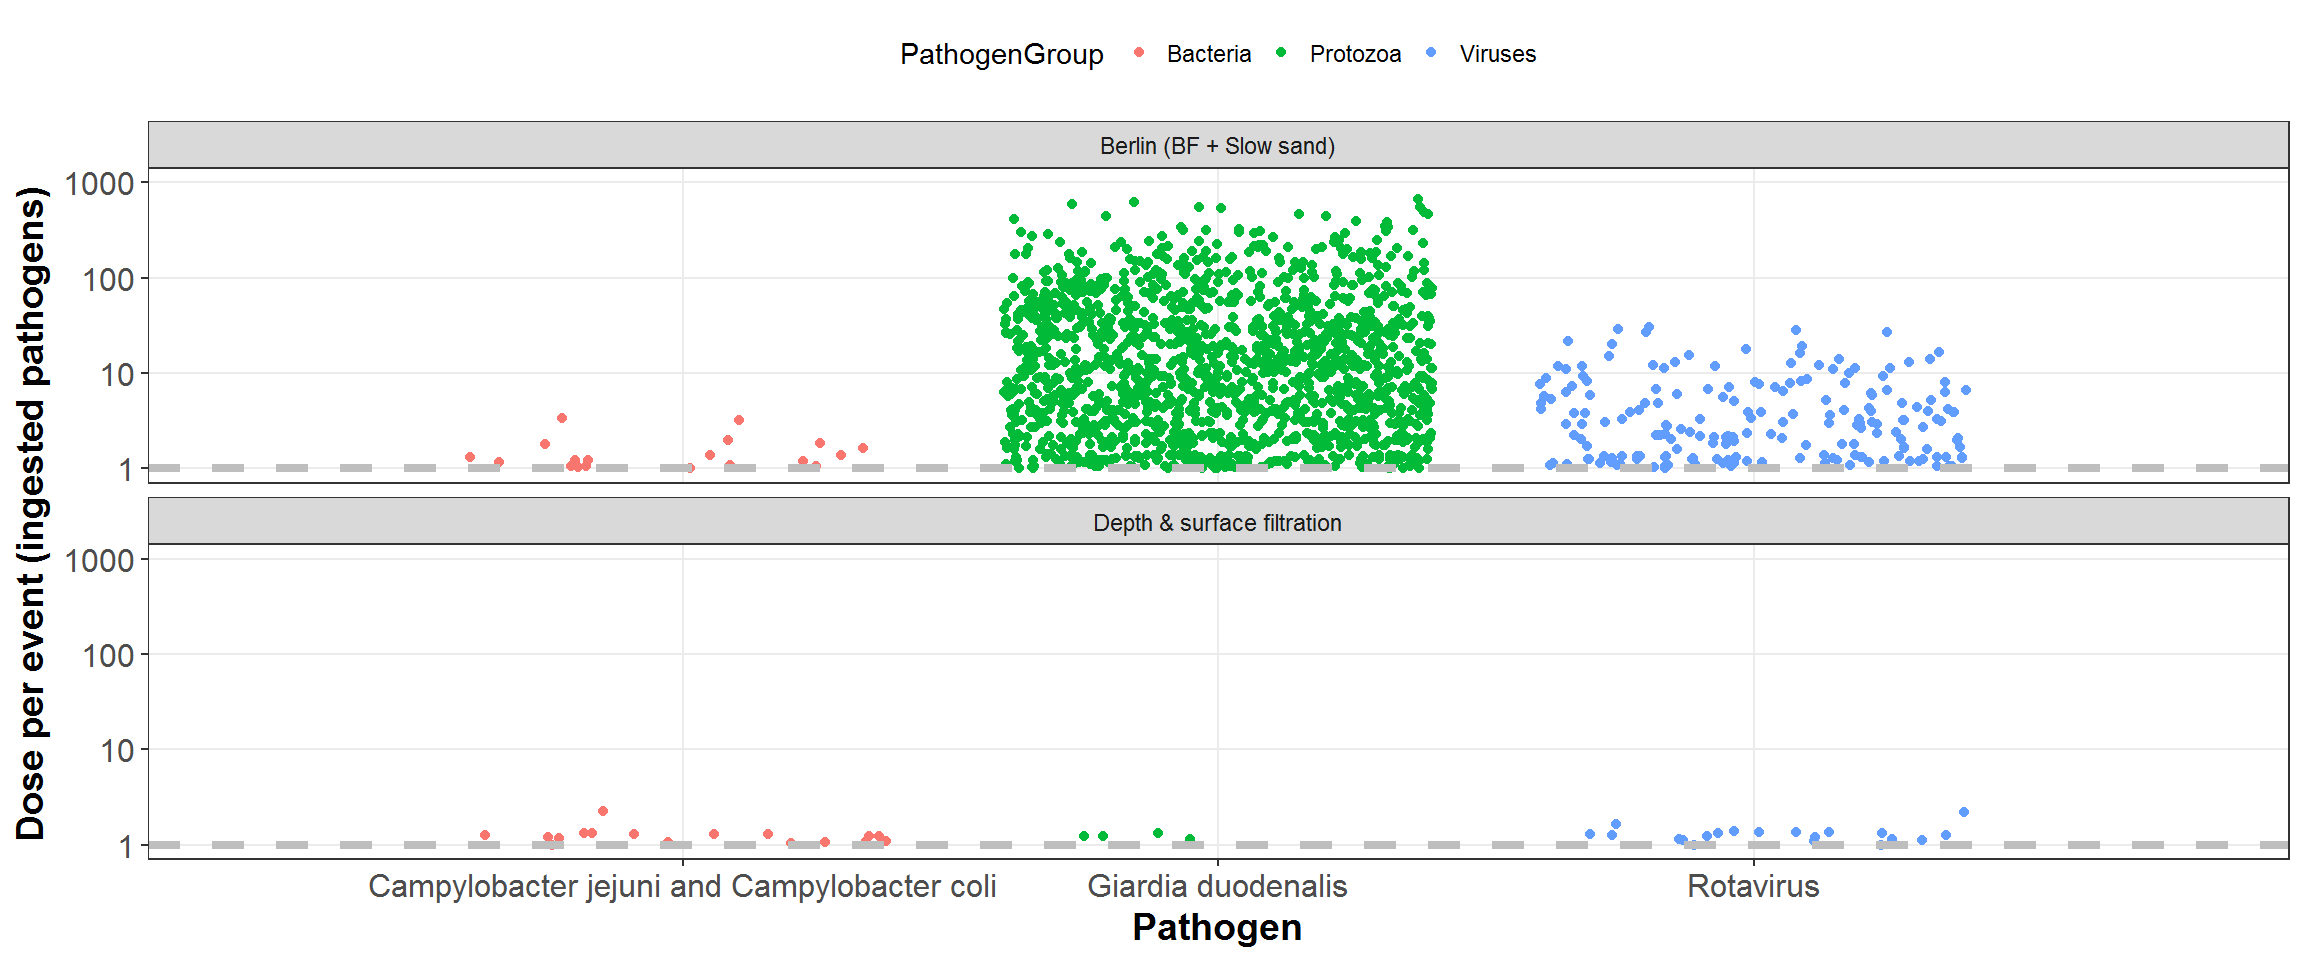 PathogenGroup Bacteria Protozoa Viruses
Berlin (BF + Slow sand)
1000
100
10
1
Depth & surface filtration
1000
100
10
1
Dose per event (ingested pathogens)
Campylobacter jejuni and Campylobacter coli Giardia duodenalis Rotavirus
Pathogen